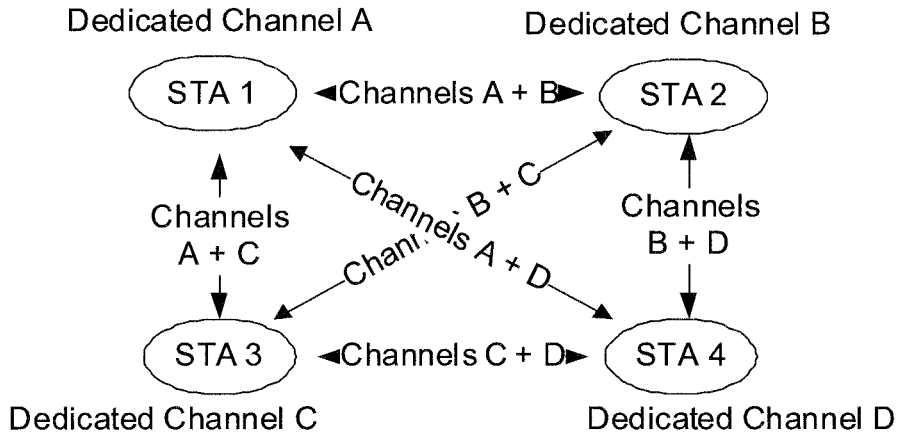 Dedicated Channel A
Dedicated Channel B
STA 1
Channels A + B
STA 2
Channels
A + C
Channels A + D
B + C
Channels
B + D
STA 3
Channels C + D
STA 4
Dedicated Channel C
Dedicated Channel D